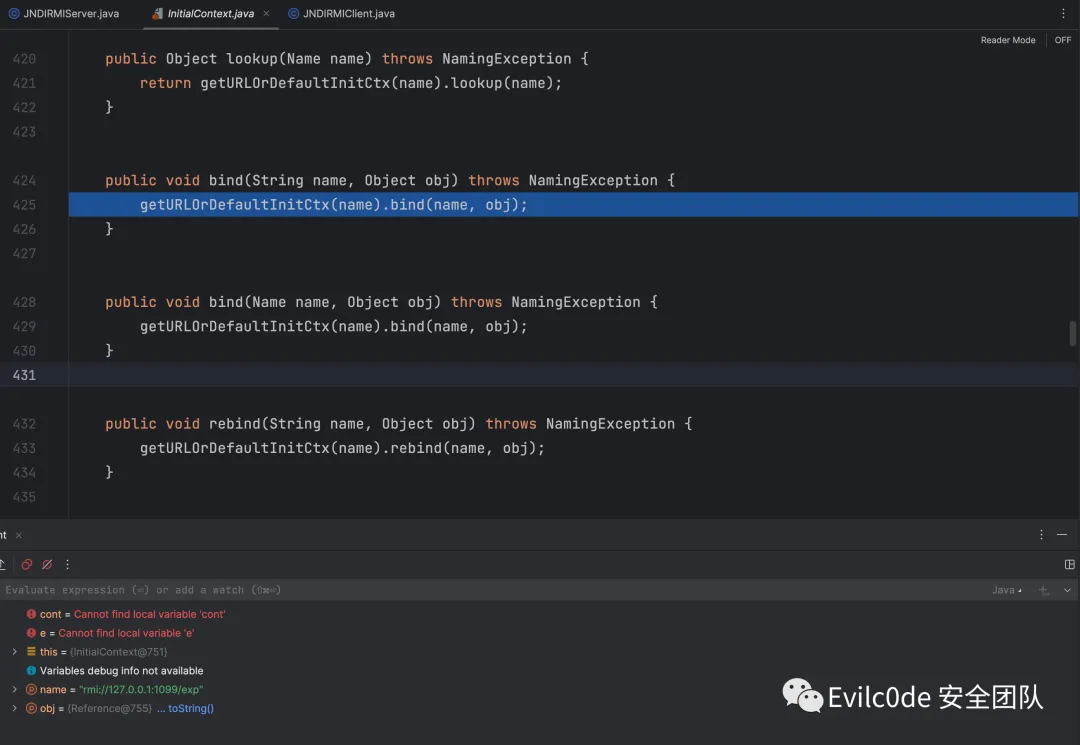 JNDIRMIServer.java InitialContext.java × JNDIRMIClient.java
Reader Mode OFF
420 public Object lookup(Name name) throws NamingException {
421 return getURLOrDefaultInitCtx(name).lookup(name);
422 }
423
424 public void bind(String name, Object obj) throws NamingException {
425 getURLOrDefaultInitCtx(name).bind(name, obj);
426 }
427
428 public void bind(Name name, Object obj) throws NamingException {
429 getURLOrDefaultInitCtx(name).bind(name, obj);
430 }
431
432 public void rebind(String name, Object obj) throws NamingException {
433 getURLOrDefaultInitCtx(name).rebind(name, obj);
434 }
435
nt ×
Evaluate expression (⏎) or add a watch (⇧⌘⏎) Java
cont = Cannot find local variable 'cont'
e = Cannot find local variable 'e'
this = {InitialContext@751}
Variables debug info not available
name = "rmi://127.0.0.1:1099/exp"
obj = {Reference@755} ... toString()
Evilc0de 安全团队